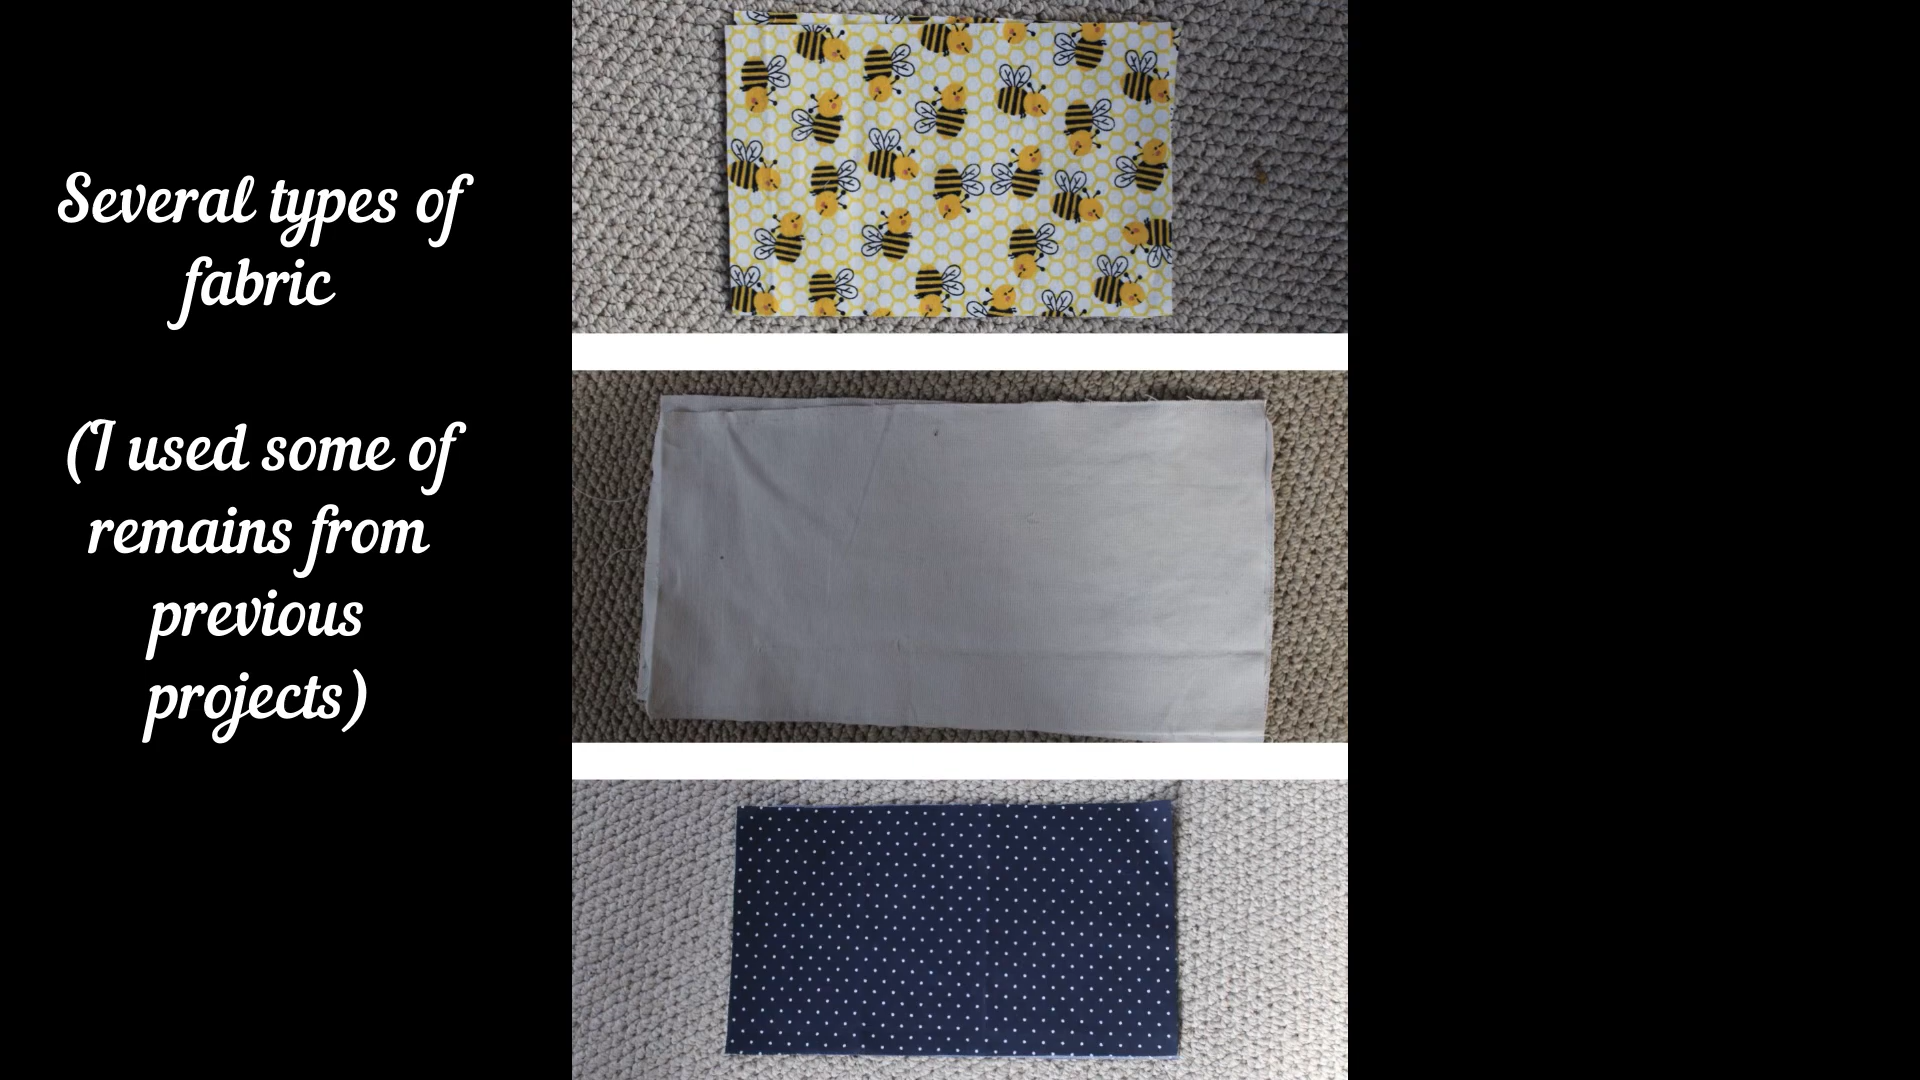 Several types of
fabric
(I used some of
remains from
previous
projects)